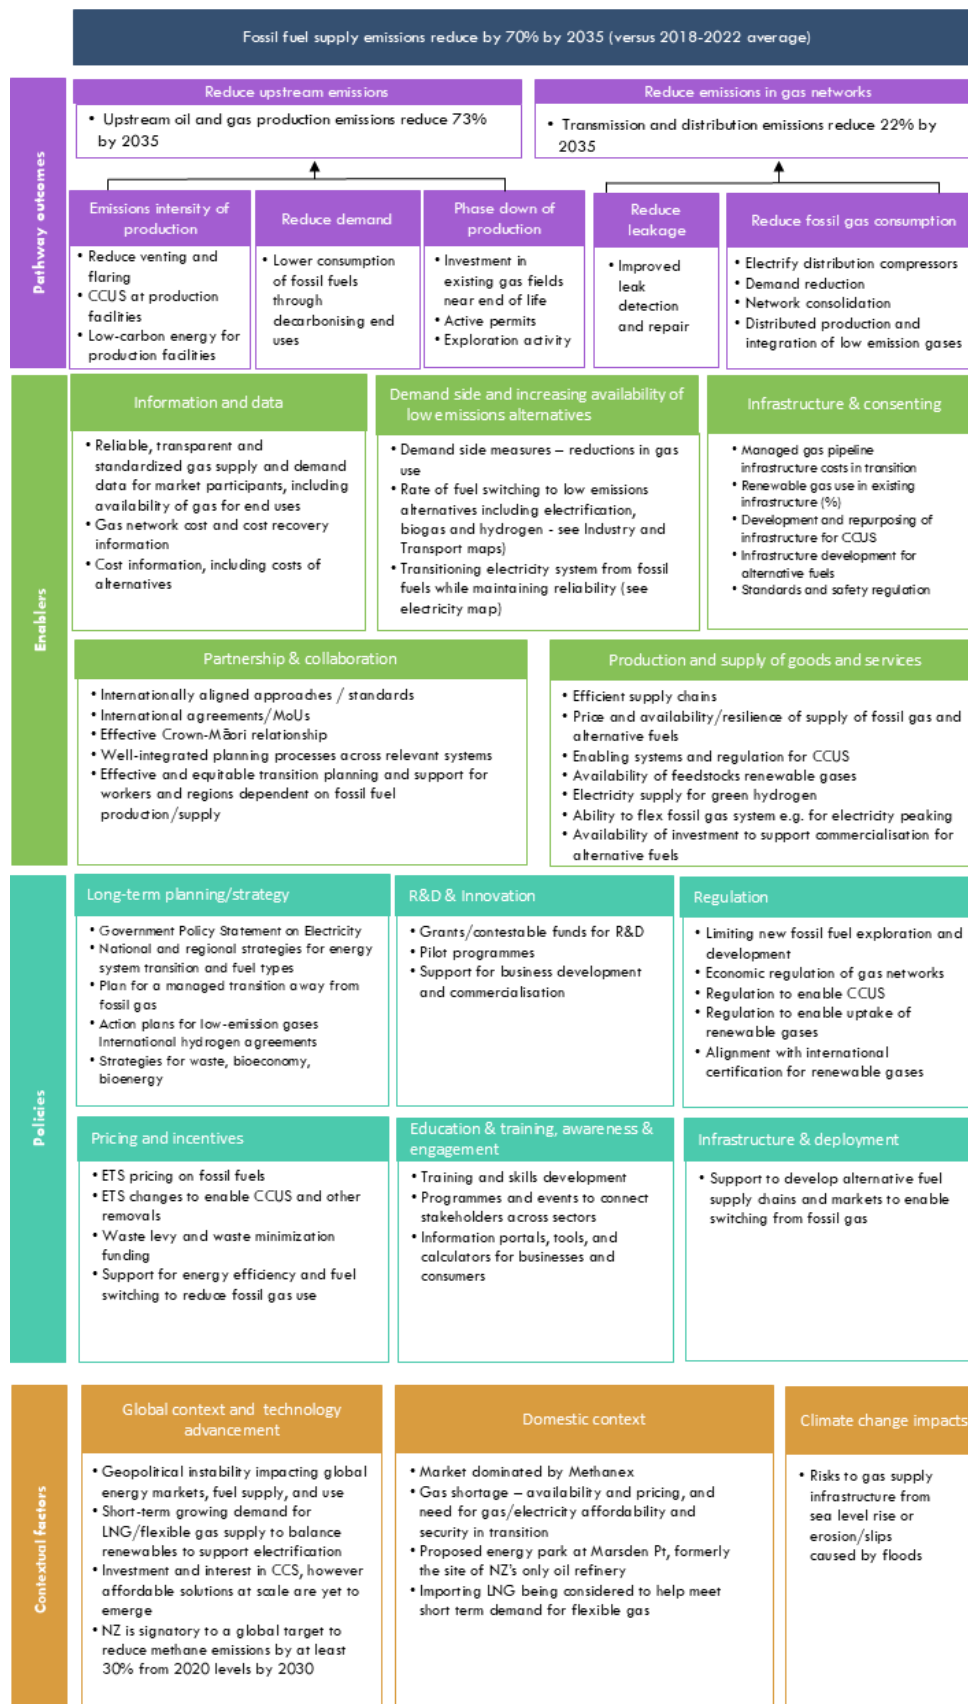 Fossil fuel supply emissions reduce by 70% by 2035 (versus 2018-2022 average)
Pathway outcomes
Reduce upstream emissions
• Upstream oil and gas production emissions reduce 73%
by 2035
Reduce emissions in gas networks
• Transmission and distribution emissions reduce 22% by
2035
Emissions intensity of
production
• Reduce venting and
flaring
• CCUS at production
facilities
• Low-carbon energy for
production facilities
Reduce demand
• Lower consumption
of fossil fuels
through
decarbonising end
uses
Phase down of
production
• Investment in
existing gas fields
near end of life
• Active permits
• Exploration activity
Reduce
leakage
• Improved
leak
detection
and repair
Reduce fossil gas consumption
• Electrify distribution compressors
• Demand reduction
• Network consolidation
• Distributed production and
integration of low emission gases
Enablers
Information and data
• Reliable, transparent and
standardized gas supply and demand
data for market participants, including
availability of gas for end uses
• Gas network cost and cost recovery
information
• Cost information, including costs of
alternatives
Demand side and increasing availability of
low emissions alternatives
• Demand side measures – reductions in gas
use
• Rate of fuel switching to low emissions
alternatives including electrification,
biogas and hydrogen - see Industry and
Transport maps)
• Transitioning electricity system from fossil
fuels while maintaining reliability (see
electricity map)
Infrastructure & consenting
• Managed gas pipeline
infrastructure costs in transition
• Renewable gas use in existing
infrastructure (%)
• Development and repurposing of
infrastructure for CCUS
• Infrastructure development for
alternative fuels
• Standards and safety regulation
Partnership & collaboration
• Internationally aligned approaches / standards
• International agreements/MoUs
• Effective Crown-Māori relationship
• Well-integrated planning processes across relevant systems
• Effective and equitable transition planning and support for
workers and regions dependent on fossil fuel
production/supply
Production and supply of goods and services
• Efficient supply chains
• Price and availability/resilience of supply of fossil gas and
alternative fuels
• Enabling systems and regulation for CCUS
• Availability of feedstocks renewable gases
• Electricity supply for green hydrogen
• Ability to flex fossil gas system e.g. for electricity peaking
• Availability of investment to support commercialisation for
alternative fuels
Policies
Long-term planning/strategy
• Government Policy Statement on Electricity
• National and regional strategies for energy
system transition and fuel types
• Plan for a managed transition away from
fossil gas
• Action plans for low-emission gases
International hydrogen agreements
• Strategies for waste, bioeconomy,
bioenergy
R&D & Innovation
• Grants/contestable funds for R&D
• Pilot programmes
• Support for business development
and commercialisation
Regulation
• Limiting new fossil fuel exploration and
development
• Economic regulation of gas networks
• Regulation to enable CCUS
• Regulation to enable uptake of
renewable gases
• Alignment with international
certification for renewable gases
Pricing and incentives
• ETS pricing on fossil fuels
• ETS changes to enable CCUS and other
removals
• Waste levy and waste minimization
funding
• Support for energy efficiency and fuel
switching to reduce fossil gas use
Education & training, awareness &
engagement
• Training and skills development
• Programmes and events to connect
stakeholders across sectors
• Information portals, tools, and
calculators for businesses and
consumers
Infrastructure & deployment
• Support to develop alternative fuel
supply chains and markets to enable
switching from fossil gas
Contextual factors
Global context and technology
advancement
• Geopolitical instability impacting global
energy markets, fuel supply, and use
• Short-term growing demand for
LNG/flexible gas supply to balance
renewables to support electrification
• Investment and interest in CCS, however
affordable solutions at scale are yet to
emerge
• NZ is signatory to a global target to
reduce methane emissions by at least
30% from 2020 levels by 2030
Domestic context
• Market dominated by Methanex
• Gas shortage – availability and pricing, and
need for gas/electricity affordability and
security in transition
• Proposed energy park at Marsden Pt, formerly
the site of NZ's only oil refinery
• Importing LNG being considered to help meet
short term demand for flexible gas
Climate change impacts
• Risks to gas supply
infrastructure from
sea level rise or
erosion/slips
caused by floods